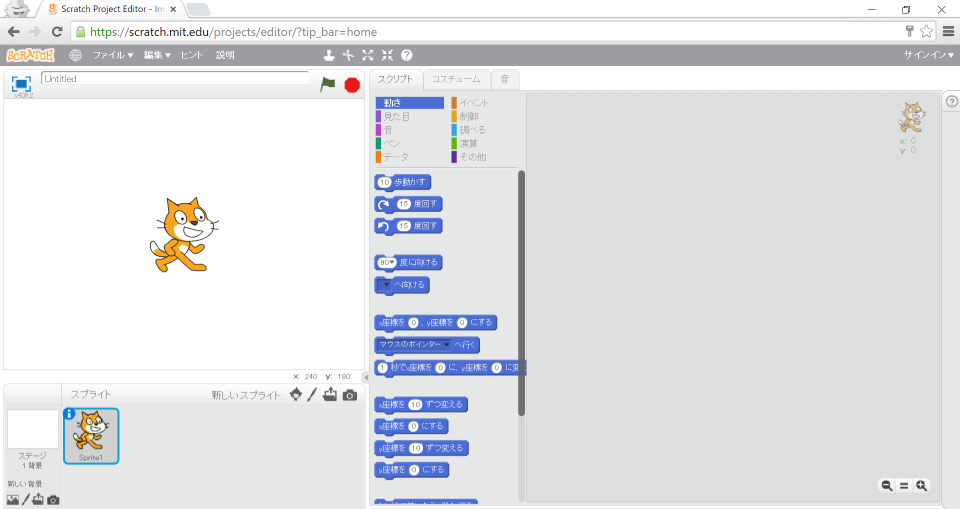 Scratch Project Editor - Im
https://scratch.mit.edu/projects/editor/?tip_bar=home
SCRATCH ファイル▼ 編集▼ ヒント 説明 サインイン▼
Untitled
v439.2
スクリプト コスチューム 音
動き イベント
見た目 制御
音 調べる
ペン 演算
データ その他
x: 0
y: 0
10 歩動かす
15 度回す
15 度回す
90▼ 度に向ける
へ向ける
x座標を 0 、y座標を 0 にする
マウスのポインター へ行く
1 秒でx座標を 0 に、y座標を 0 に変
x座標を 10 ずつ変える
x座標を 0 にする
y座標を 10 ずつ変える
y座標を 0 にする
x: 240 y: 180
スプライト 新しいスプライト:
Sprite1
ステージ
1 背景
新しい背景: